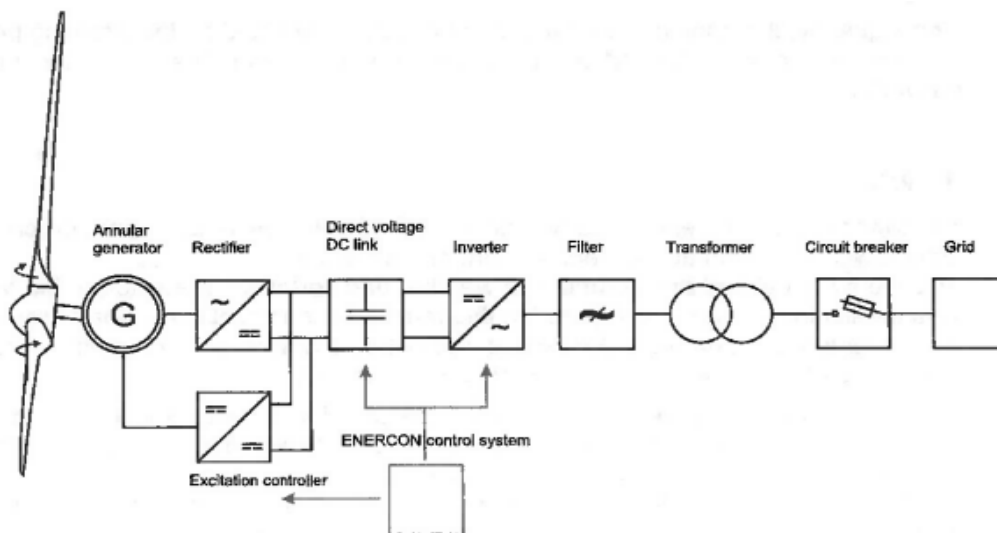 Annular
generator
Rectifier
Direct voltage
DC link
Inverter
Filter
Transformer
Circuit breaker
Grid
G
ENERCON control system
Excitation controller